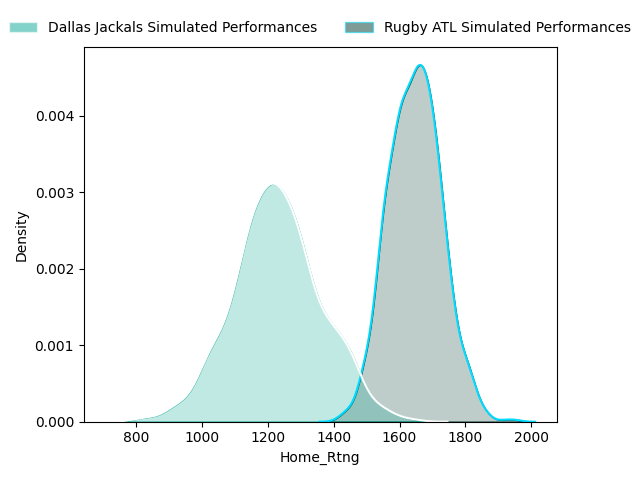 Dallas Jackals Simulated Performances Rugby ATL Simulated Performances
0.004
0.003
0.002
0.001
0.000
Density
800 1000 1200 1400 1600 1800 2000
Home_Rtng